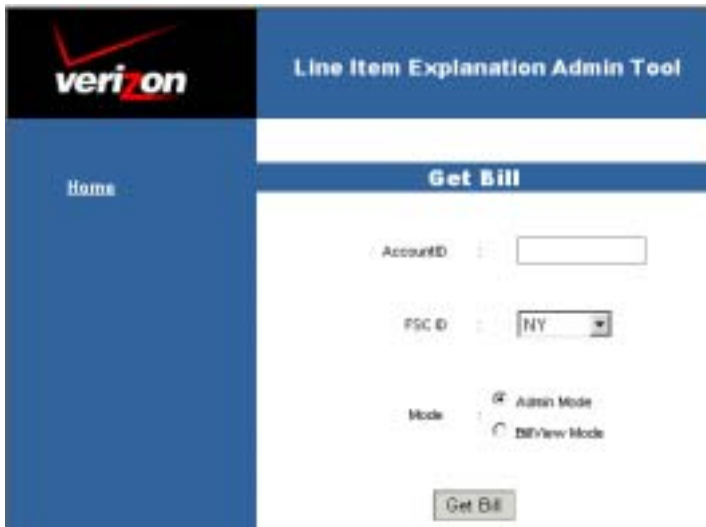 verizon
Line Item Explanation Admin Tool
Home
Get Bill
AccountID :
FSC ID : NY
Mode : Admin Mode
BillView Mode
Get Bill